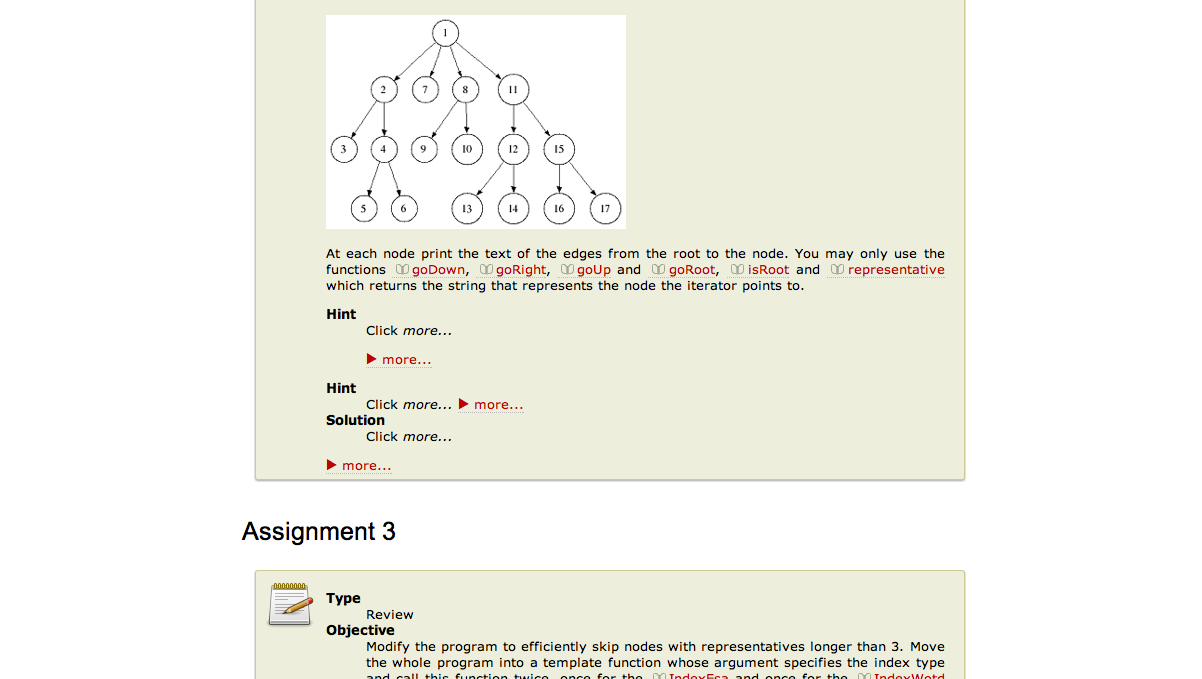 1
2 7 8 11
3 4 9 10 12 15
5 6 13 14 16 17
At each node print the text of the edges from the root to the node. You may only use the
functions goDown, goRight, goUp and goRoot, isRoot and representative
which returns the string that represents the node the iterator points to.
Hint
Click more...
more...
Hint
Click more... more...
Solution
Click more...
more...
Assignment 3
Type
Review
Objective
Modify the program to efficiently skip nodes with representatives longer than 3. Move
the whole program into a template function whose argument specifies the index type
and call this function twice, once for the IndexEsa and once for the IndexWotd